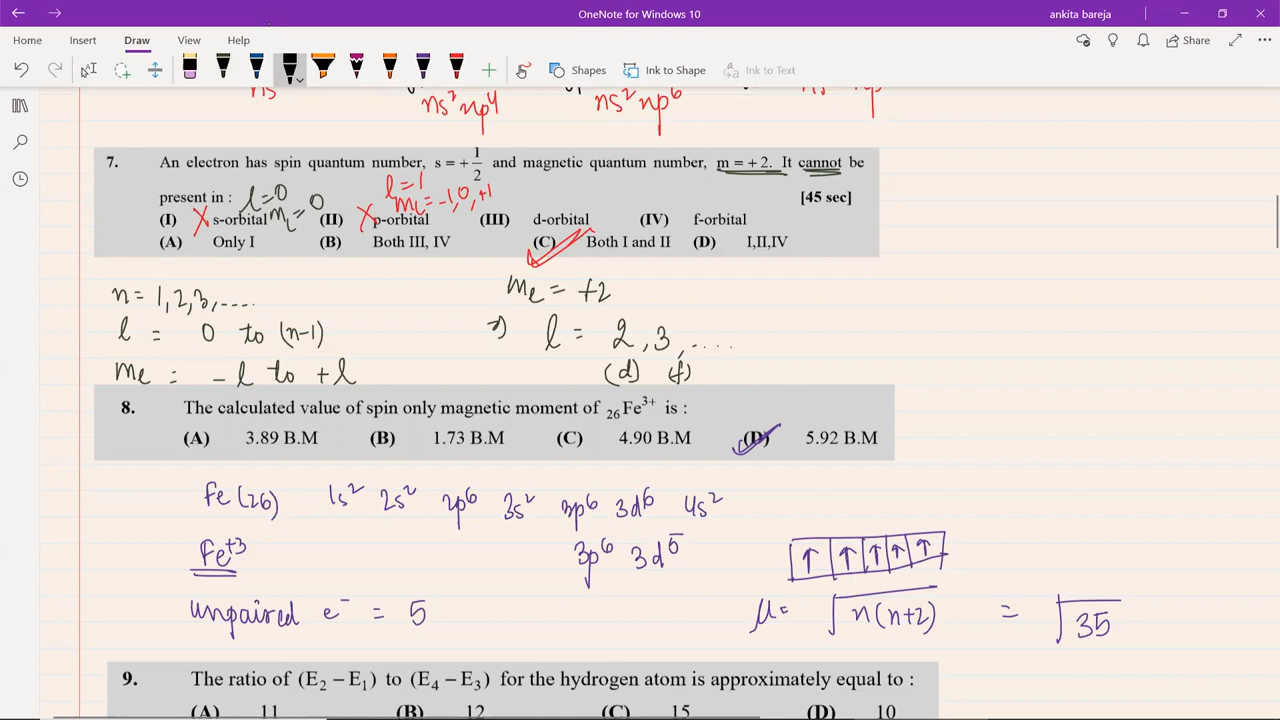 OneNote for Windows 10
ankita bareja
Home Insert Draw View Help
Share
Shapes Ink to Shape Ink to Text
ns² np⁴ ns² np⁶
7. An electron has spin quantum number, s = +1/2 and magnetic quantum number, m = +2. It cannot be
present in : [45 sec]
l=0
mₗ=0
l=1
mₗ=-1,0,+1
(I) s-orbital (II) p-orbital (III) d-orbital (IV) f-orbital
(A) Only I (B) Both III, IV (C) Both I and II (D) I,II,IV
n= 1,2,3,....
l = 0 to (n-1)
mₗ = -l to +l
mₗ = +2
⇒ l = 2,3,....
(d) (f)
8. The calculated value of spin only magnetic moment of ₂₆Fe³⁺ is :
(A) 3.89 B.M (B) 1.73 B.M (C) 4.90 B.M (D) 5.92 B.M
Fe(26) 1s² 2s² 2p⁶ 3s² 3p⁶ 3d⁶ 4s²
Fe⁺³ 3p⁶ 3d⁵
↑ ↑ ↑ ↑ ↑
unpaired e⁻ = 5
μ= √n(n+2) = √35
9. The ratio of (E₂ – E₁) to (E₄ – E₃) for the hydrogen atom is approximately equal to :
(A) 11 (B) 12 (C) 15 (D) 10